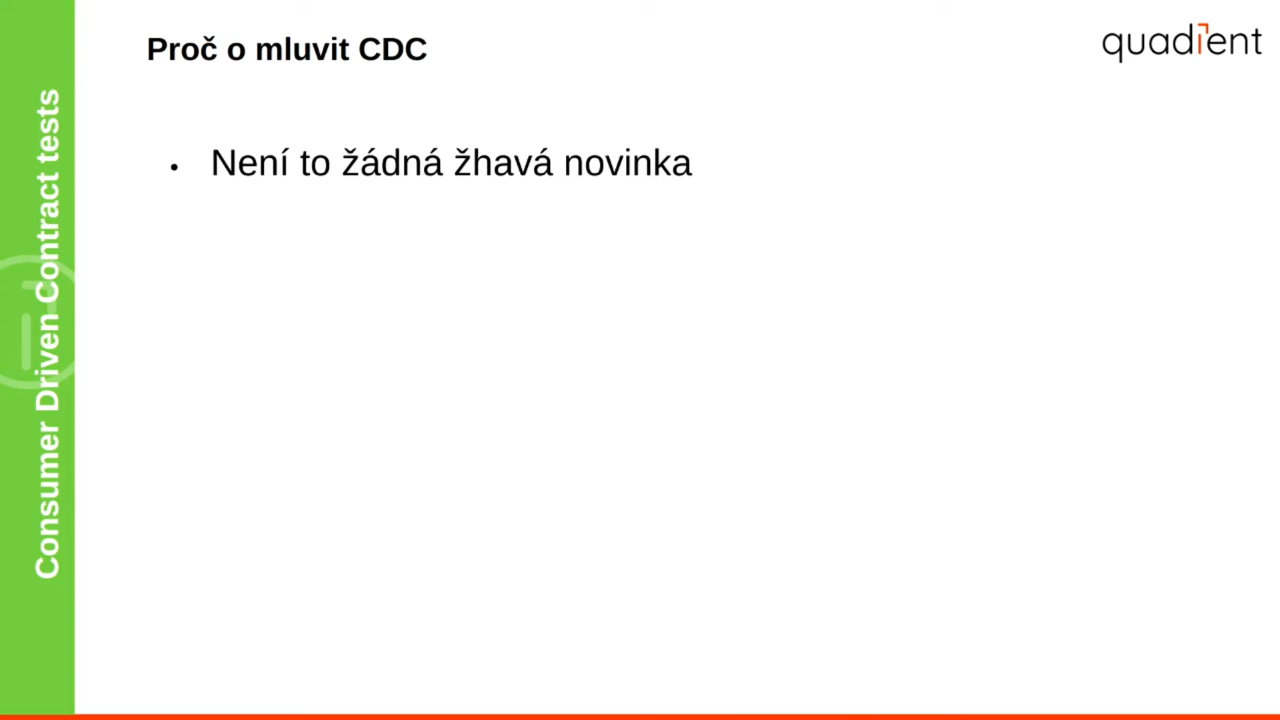 Proč o mluvit CDC
quadient
Consumer Driven Contract tests
• Není to žádná žhavá novinka